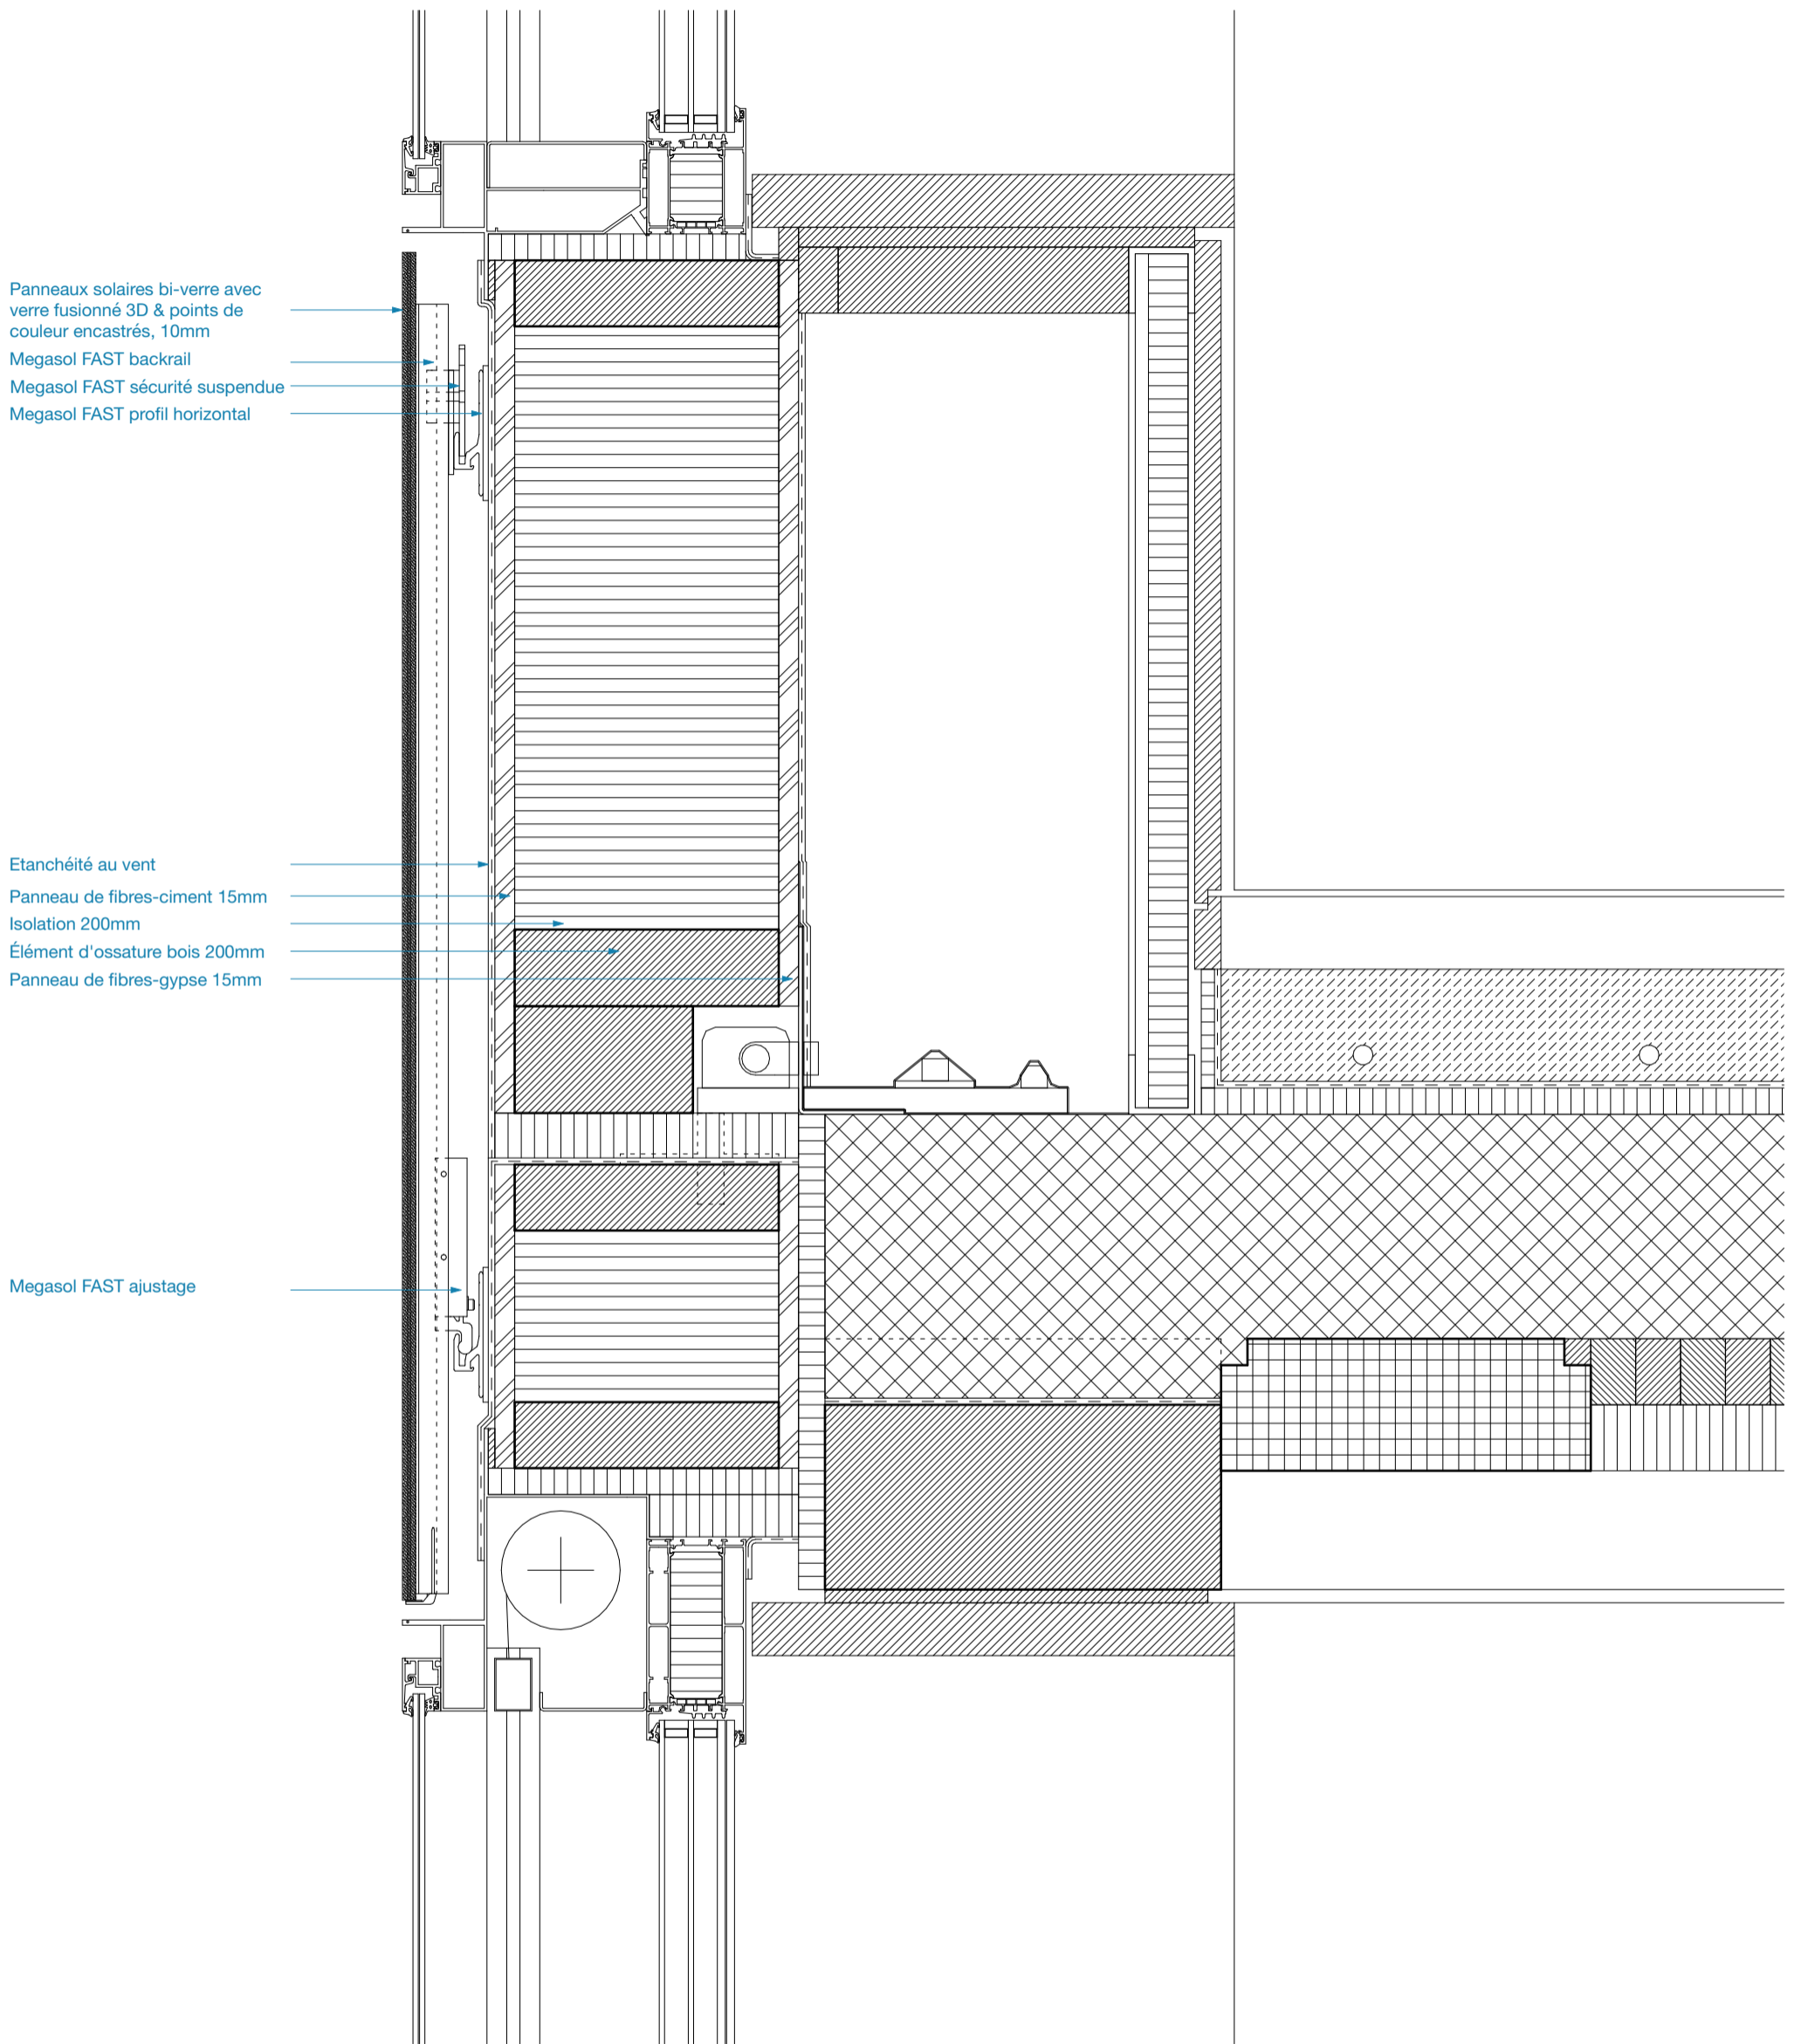 Panneaux solaires bi-verre avec
verre fusionné 3D & points de
couleur encastrés, 10mm
Megasol FAST backrail
Megasol FAST sécurité suspendue
Megasol FAST profil horizontal
Etanchéité au vent
Panneau de fibres-ciment 15mm
Isolation 200mm
Élément d'ossature bois 200mm
Panneau de fibres-gypse 15mm
Megasol FAST ajustage